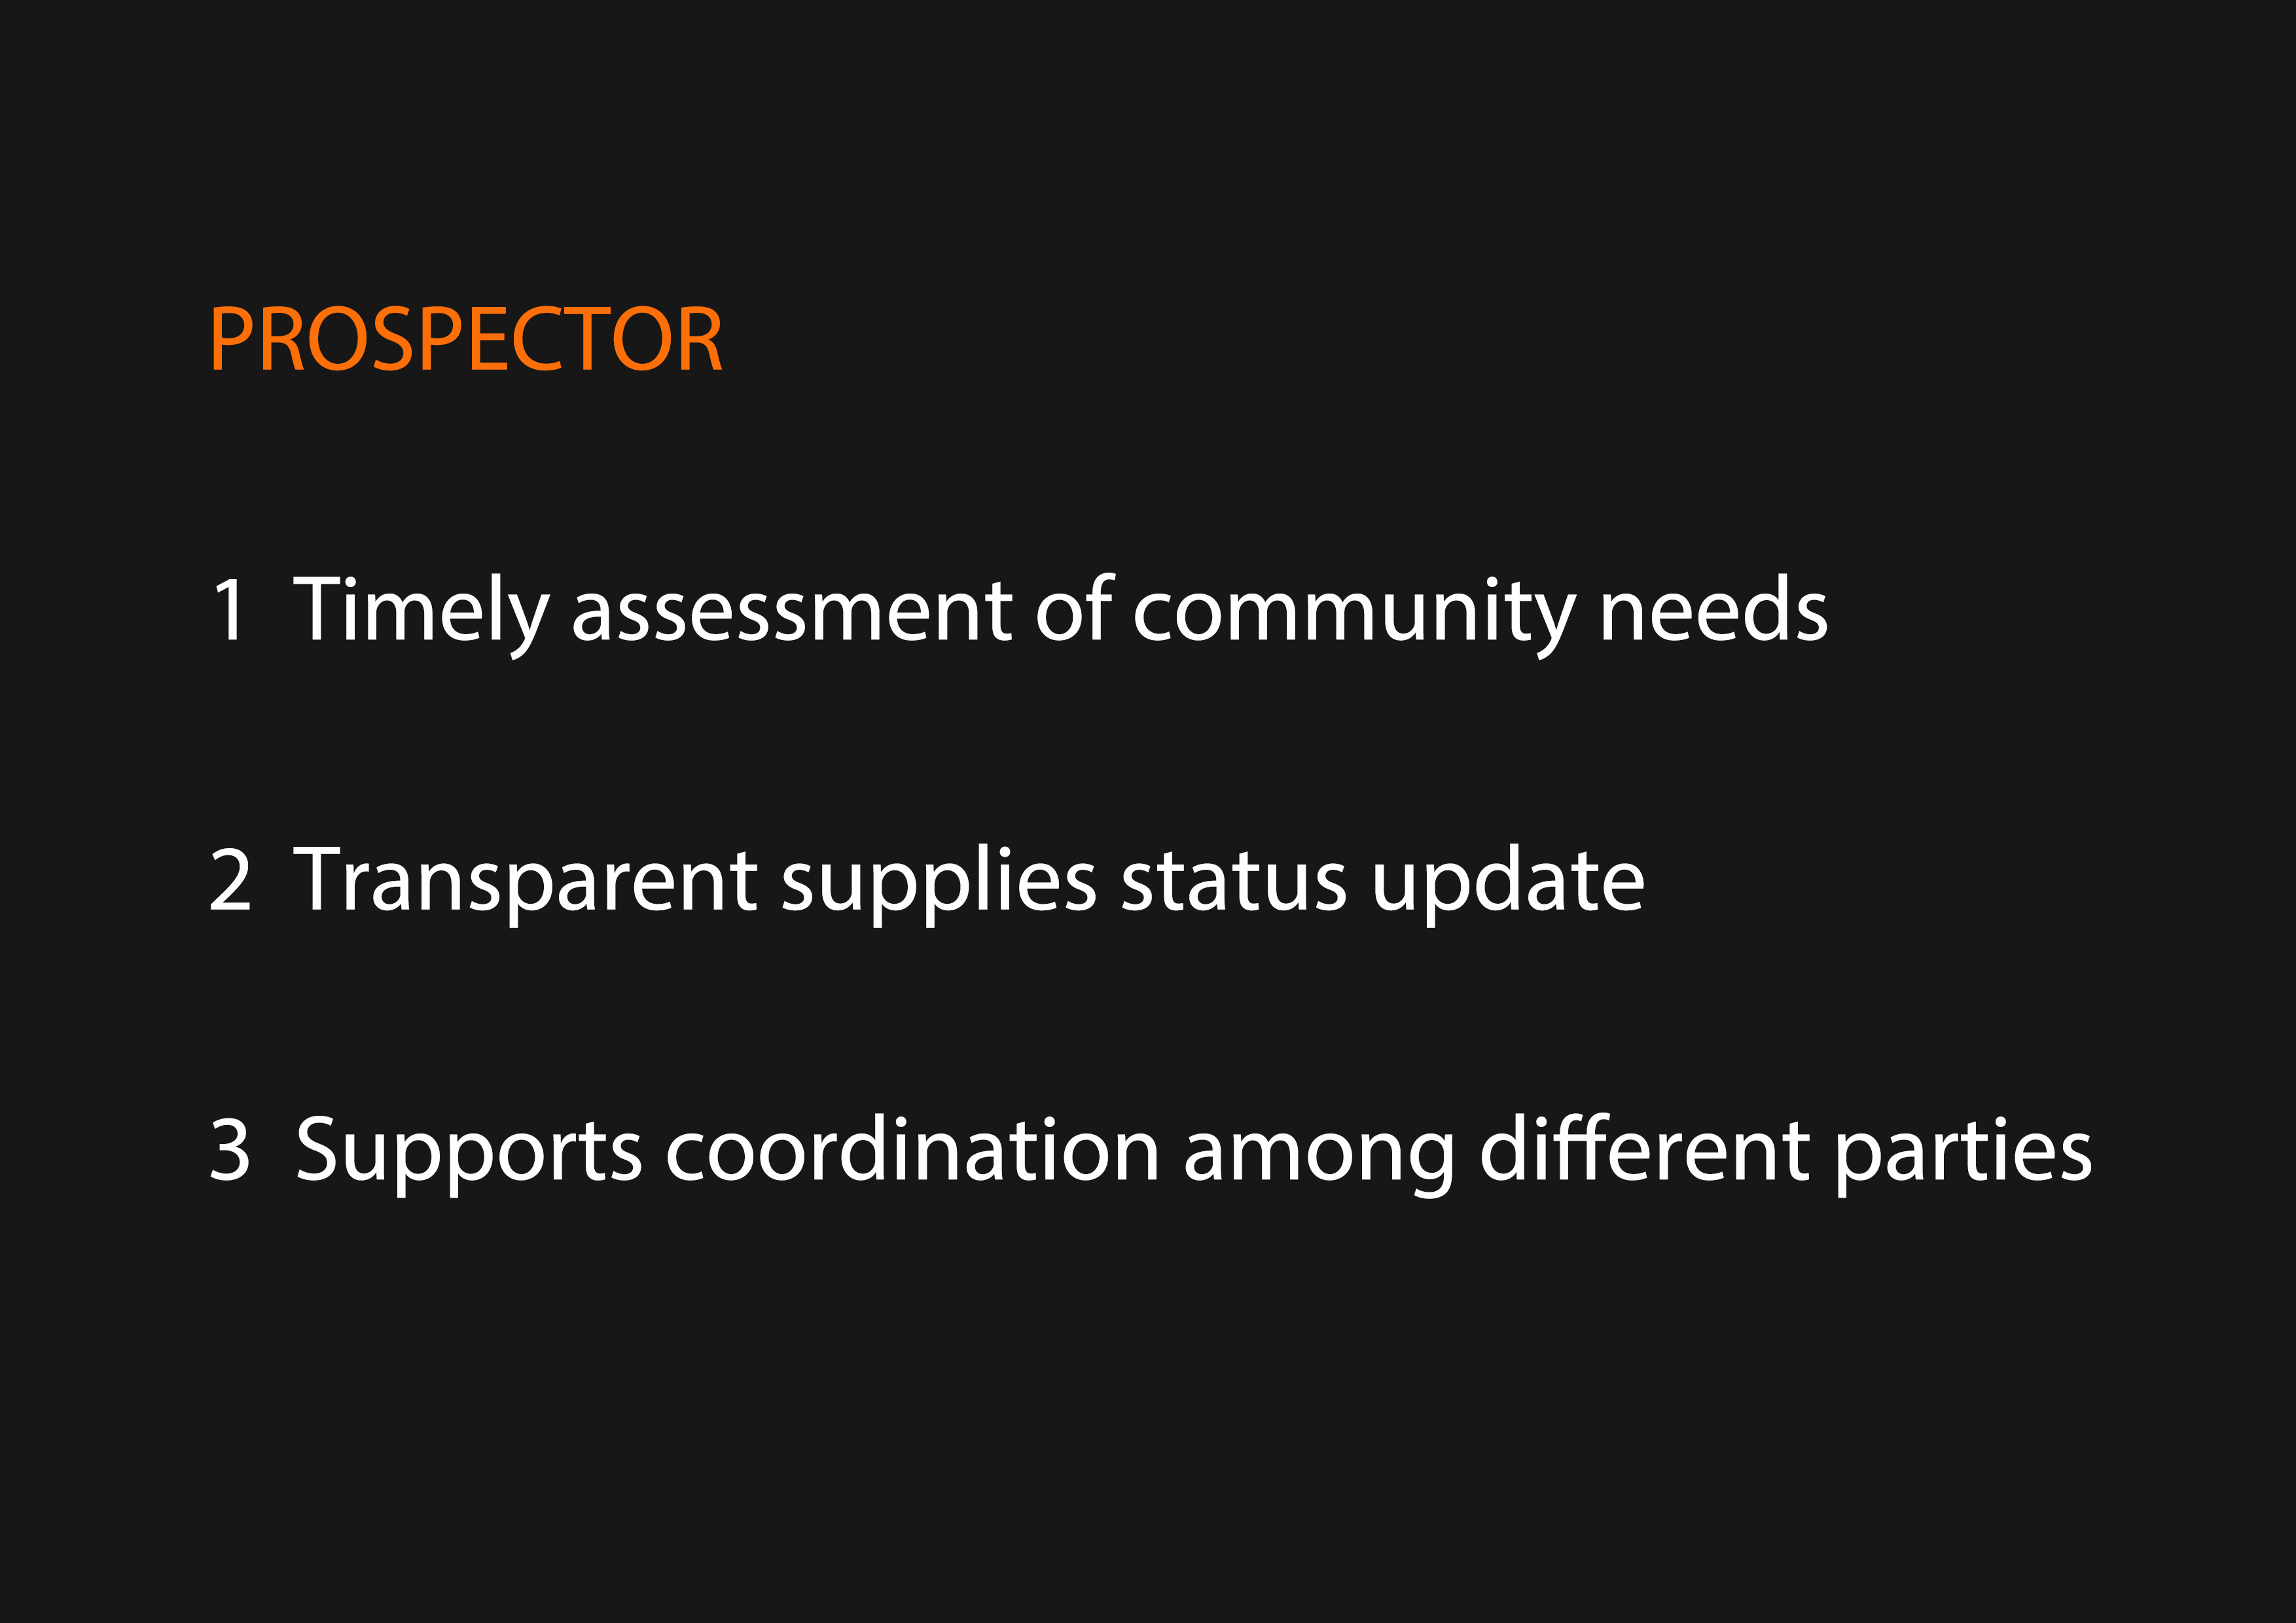 PROSPECTOR
1 Timely assessment of community needs
2 Transparent supplies status update
3 Supports coordination among different parties